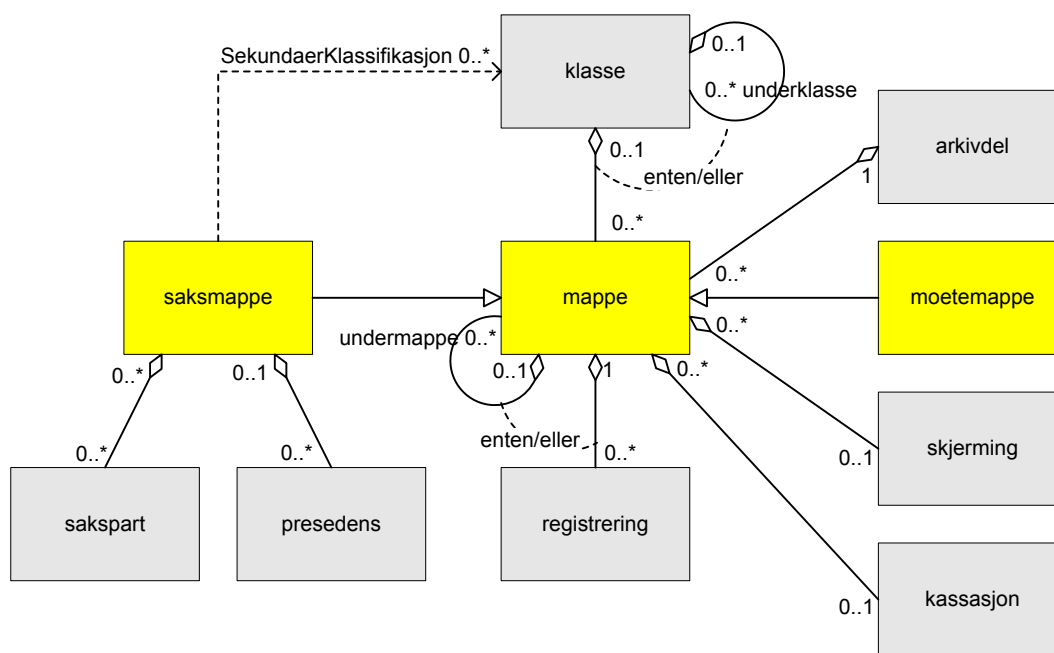 SekundaerKlassifikasjon 0..*
klasse
0..1
0..* underklasse
0..1
enten/eller
arkivdel
1
0..*
0..*
saksmappe
mappe
moetemappe
undermappe 0..*
0..*
0..*
0..1
0..1
1
0..*
enten/eller
0..*
0..*
0..*
0..1
skjerming
sakspart
presedens
registrering
0..1
kassasjon